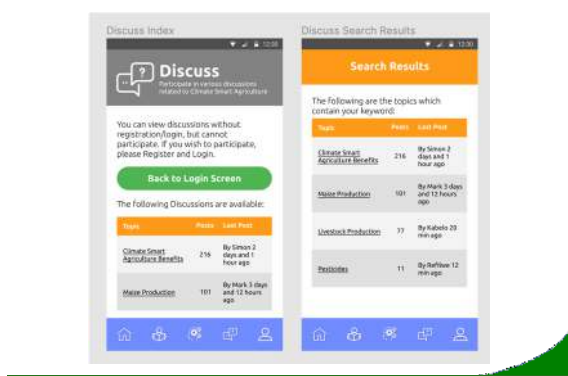 Discuss Index
12:30
?
Discuss
Participate in various discussions
related to Climate Smart Agriculture
You can view discussions without
registration/login, but cannot
participate. If you wish to participate,
please Register and Login.
Back to Login Screen
The following Discussions are available:
Topic Posts Last Post
Climate Smart
Agriculture Benefits
216
By Simon 2
days and 1
hour ago
Maize Production
101
By Mark 3 days
and 12 hours
ago
Discuss Search Results
12:30
Search Results
The following are the topics which
contain your keyword:
Topic Posts Last Post
Climate Smart
Agriculture Benefits
216
By Simon 2
days and 1
hour ago
Maize Production
101
By Mark 3 days
and 12 hours
ago
Livestock Production
77
By Kabelo 20
min ago
Pesticides
11
By Refilwe 12
min ago